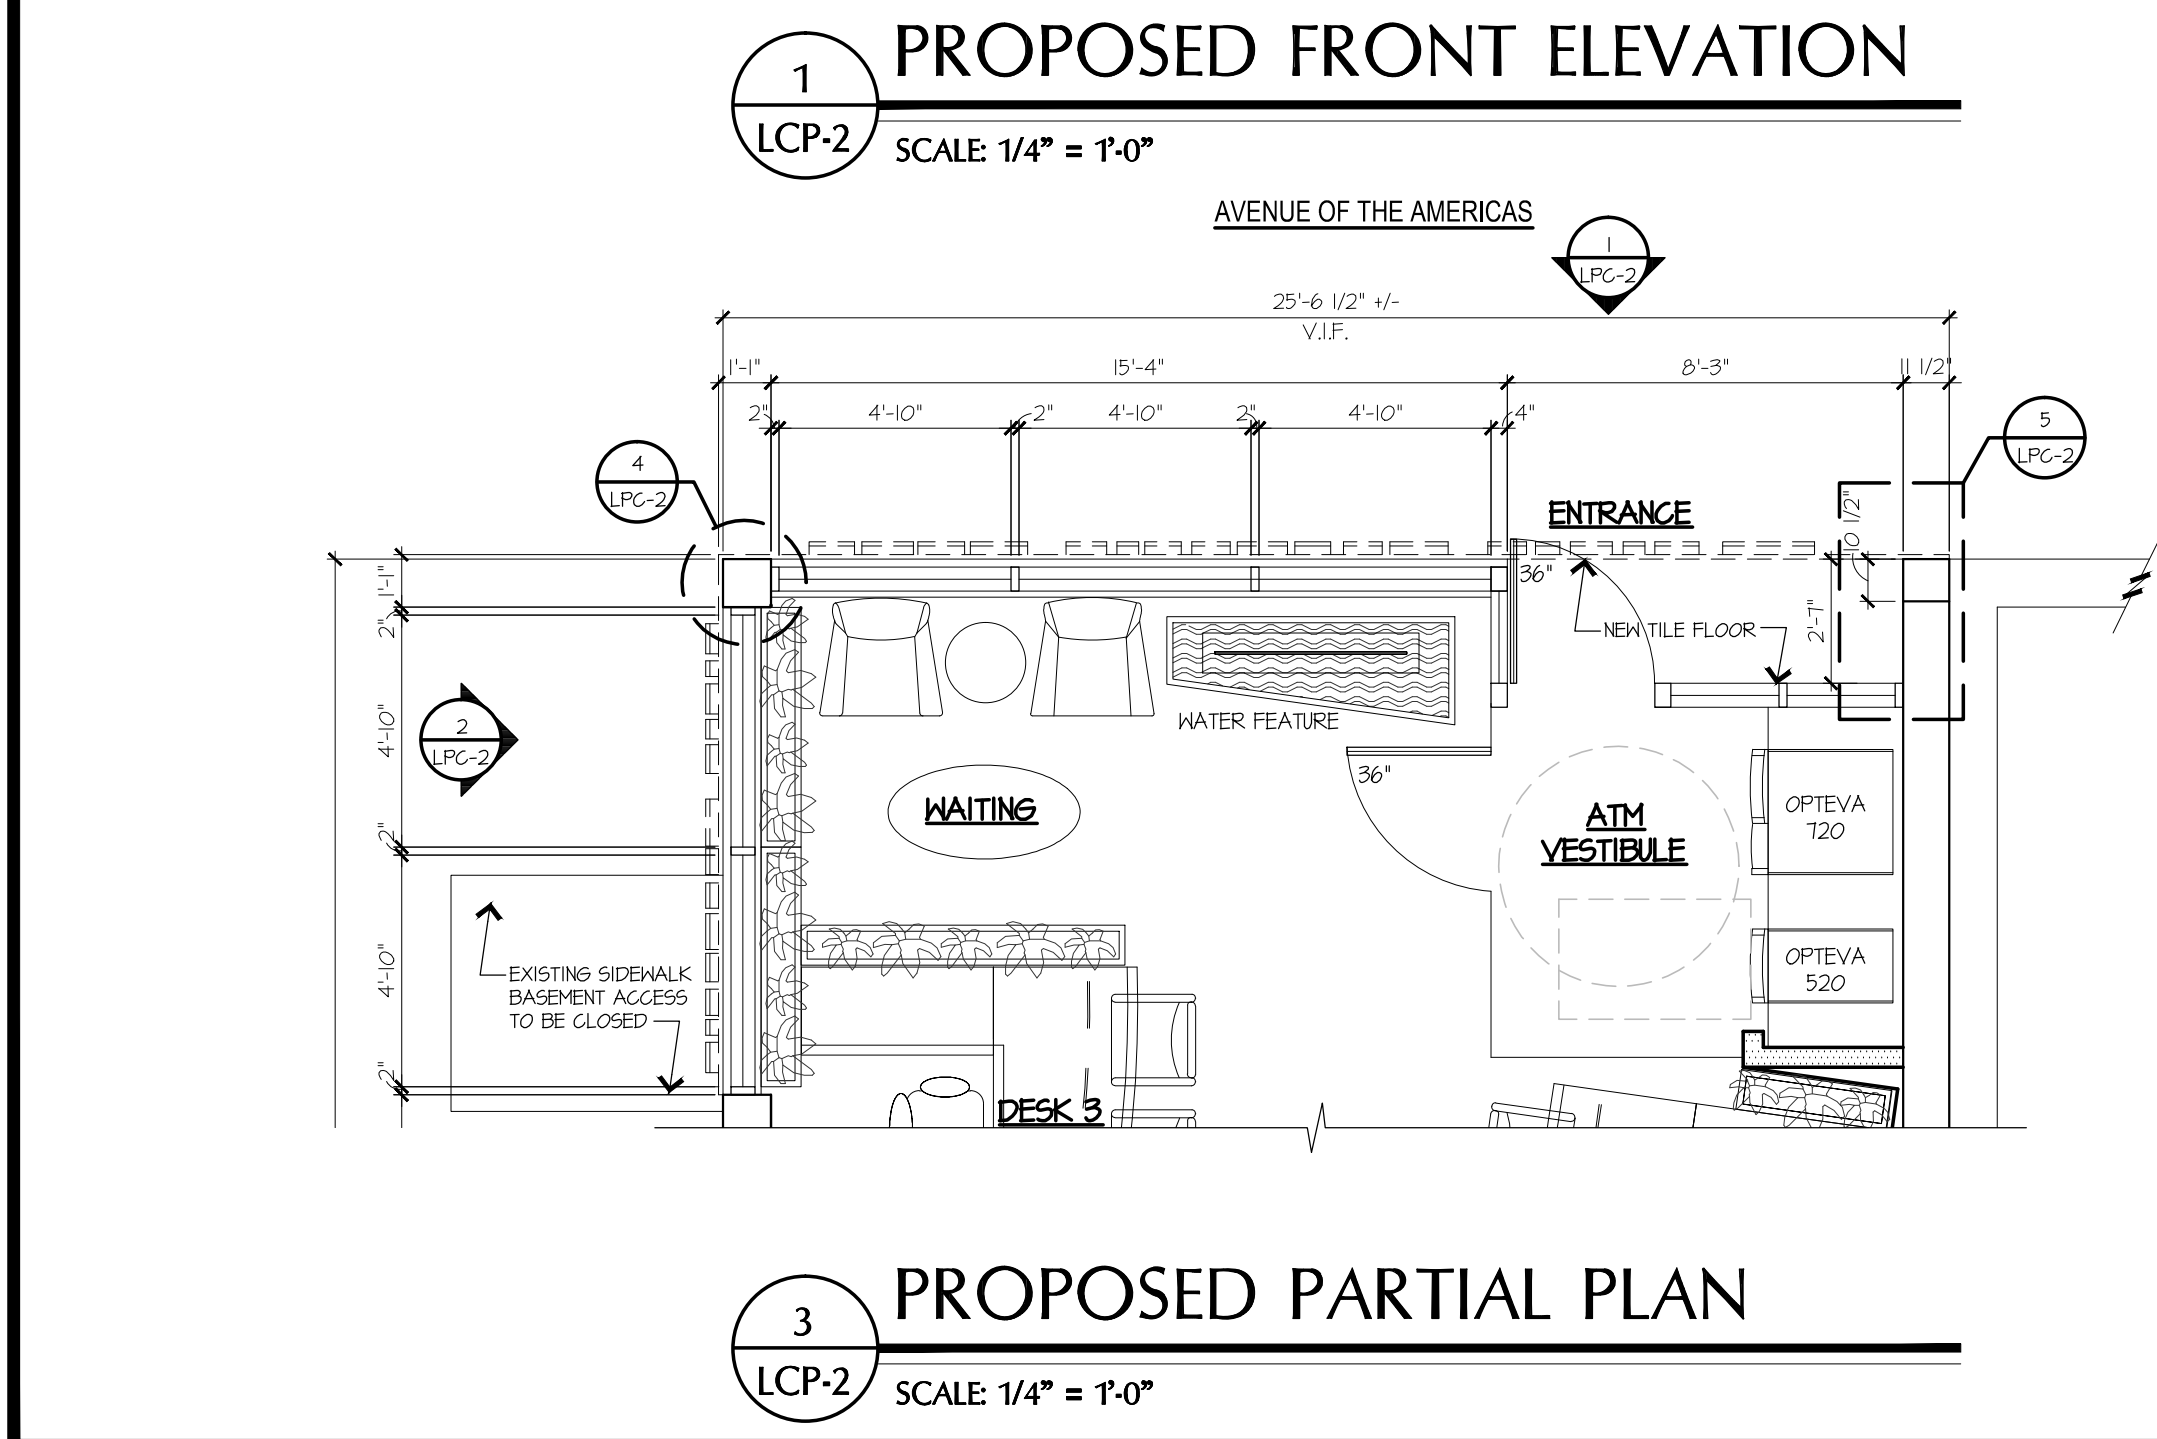 PROPOSED FRONT ELEVATION
1
LCP-2
SCALE: 1/4” = 1’-0”
AVENUE OF THE AMERICAS
1
LPC-2
25'-6 1/2" +/-
V.I.F.
1'-1"
15'-4"
8'-3"
11 1/2"
2"
4'-10"
2"
4'-10"
2"
4'-10"
4"
5
LPC-2
4
LPC-2
ENTRANCE
10 1/2"
36"
1'-1"
2"
NEW TILE FLOOR
2'-7"
WATER FEATURE
4'-10"
2
LPC-2
36"
WAITING
ATM
VESTIBULE
OPTEVA
720
2"
4'-10"
EXISTING SIDEWALK
BASEMENT ACCESS
TO BE CLOSED
OPTEVA
520
2"
DESK 3
PROPOSED PARTIAL PLAN
3
LCP-2
SCALE: 1/4” = 1’-0”